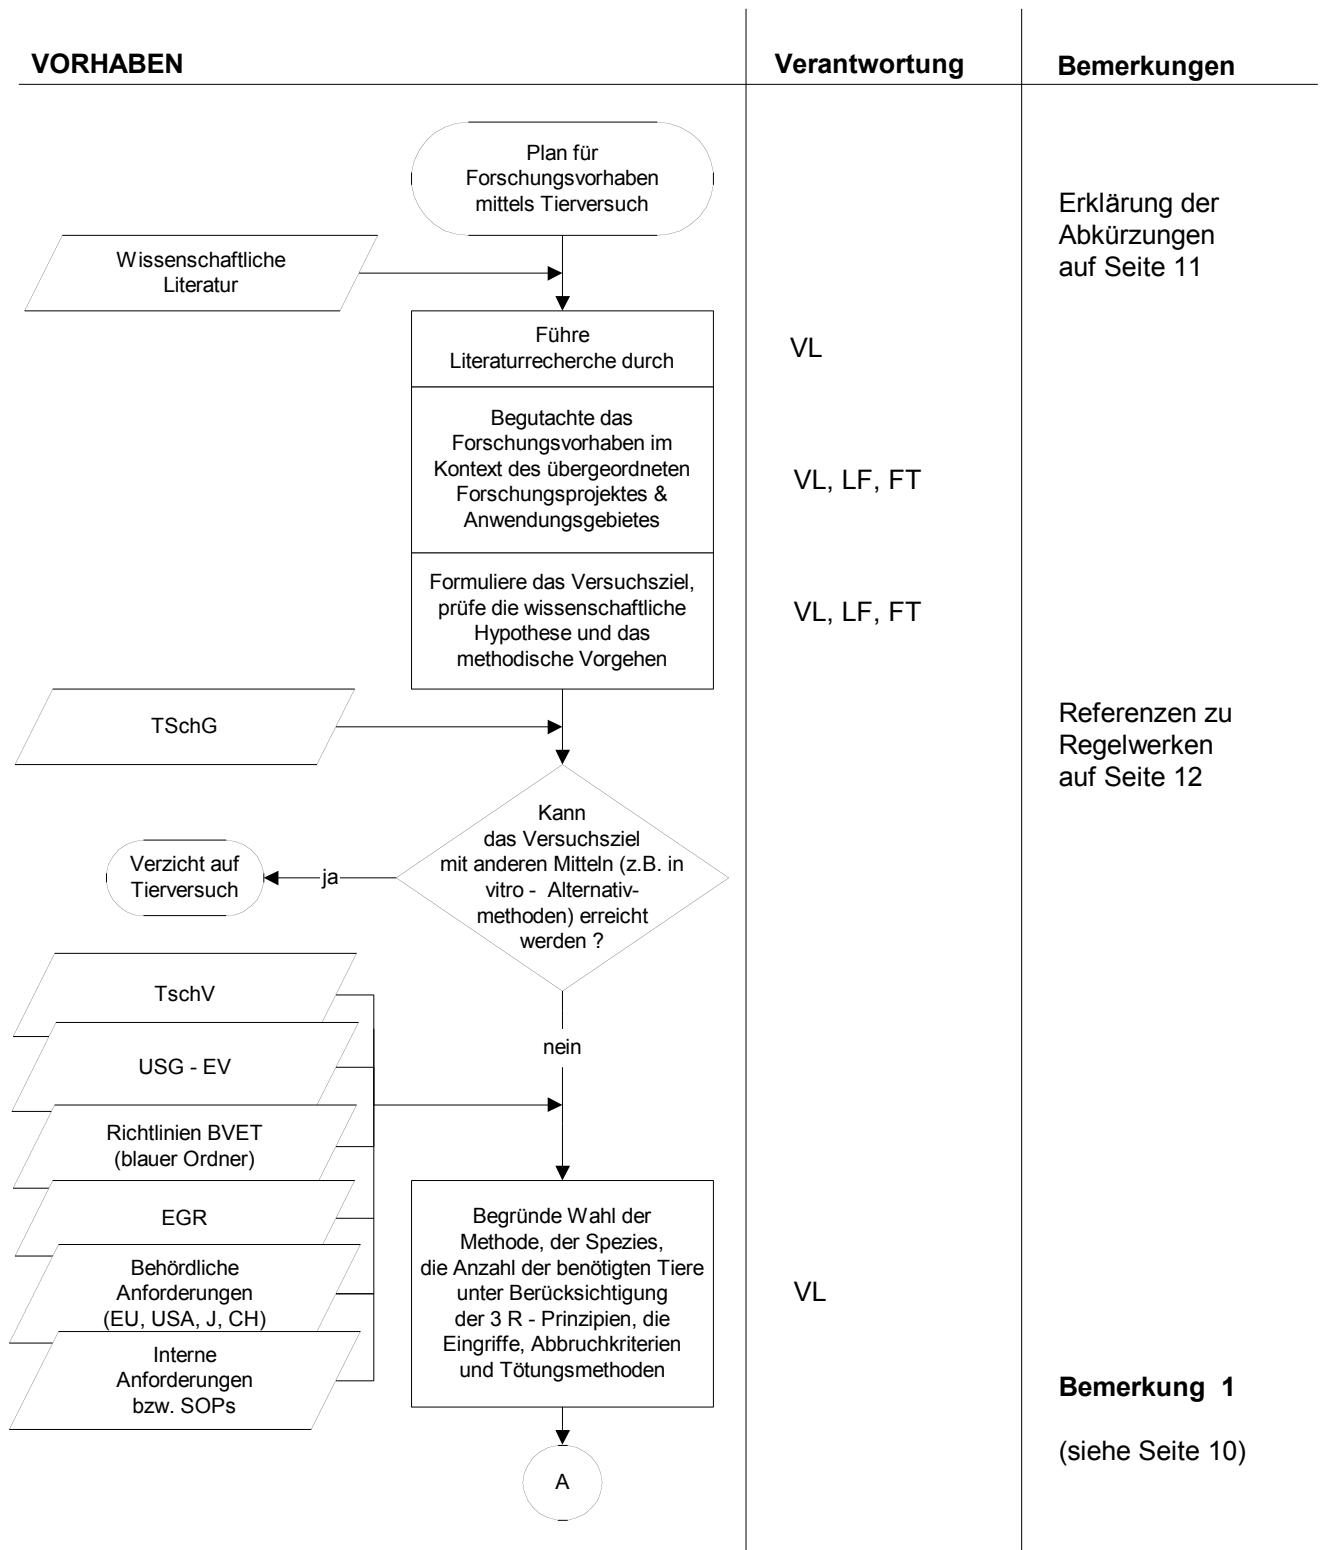 VORHABEN
Verantwortung
Bemerkungen
Plan für
Forschungsvorhaben
mittels Tierversuch
Erklärung der
Abkürzungen
auf Seite 11
Wissenschaftliche
Literatur
Führe
Literaturrecherche durch
VL
Begutachte das
Forschungsvorhaben im
Kontext des übergeordneten
Forschungsprojektes &
Anwendungsgebietes
VL, LF, FT
Formuliere das Versuchsziel,
prüfe die wissenschaftliche
Hypothese und das
methodische Vorgehen
VL, LF, FT
TSchG
Referenzen zu
Regelwerken
auf Seite 12
Kann
das Versuchsziel
mit anderen Mitteln (z.B. in
vitro - Alternativ-
methoden) erreicht
werden ?
ja
Verzicht auf
Tierversuch
nein
TschV
USG - EV
Richtlinien BVET
(blauer Ordner)
EGR
Behördliche
Anforderungen
(EU, USA, J, CH)
Interne
Anforderungen
bzw. SOPs
Begründe Wahl der
Methode, der Spezies,
die Anzahl der benötigten Tiere
unter Berücksichtigung
der 3 R - Prinzipien, die
Eingriffe, Abbruchkriterien
und Tötungsmethoden
VL
Bemerkung 1
(siehe Seite 10)
A